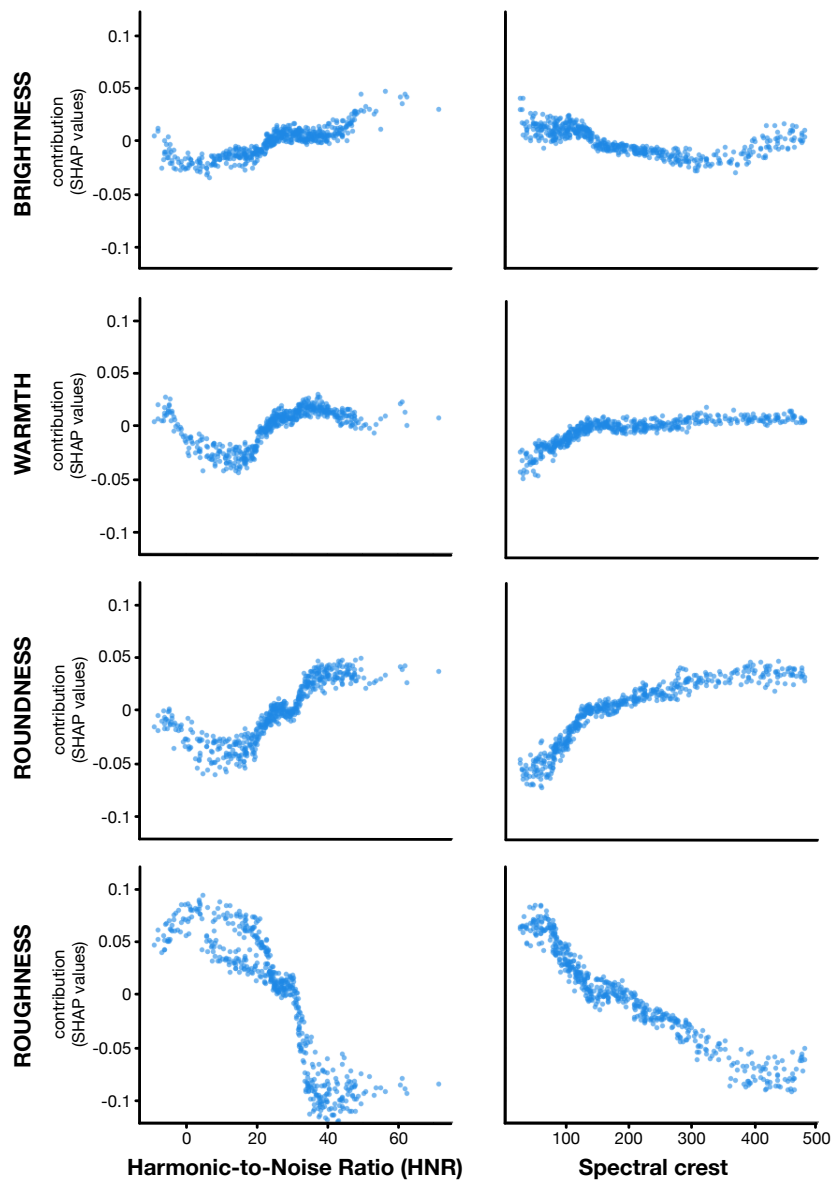 BRIGHTNESS
contribution
(SHAP values)
0.1
0.05
0
-0.05
-0.1
WARMTH
contribution
(SHAP values)
0.1
0.05
0
-0.05
-0.1
ROUNDNESS
contribution
(SHAP values)
0.1
0.05
0
-0.05
-0.1
ROUGHNESS
contribution
(SHAP values)
0.1
0.05
0
-0.05
-0.1
0 20 40 60
100 200 300 400 500
Harmonic-to-Noise Ratio (HNR)
Spectral crest